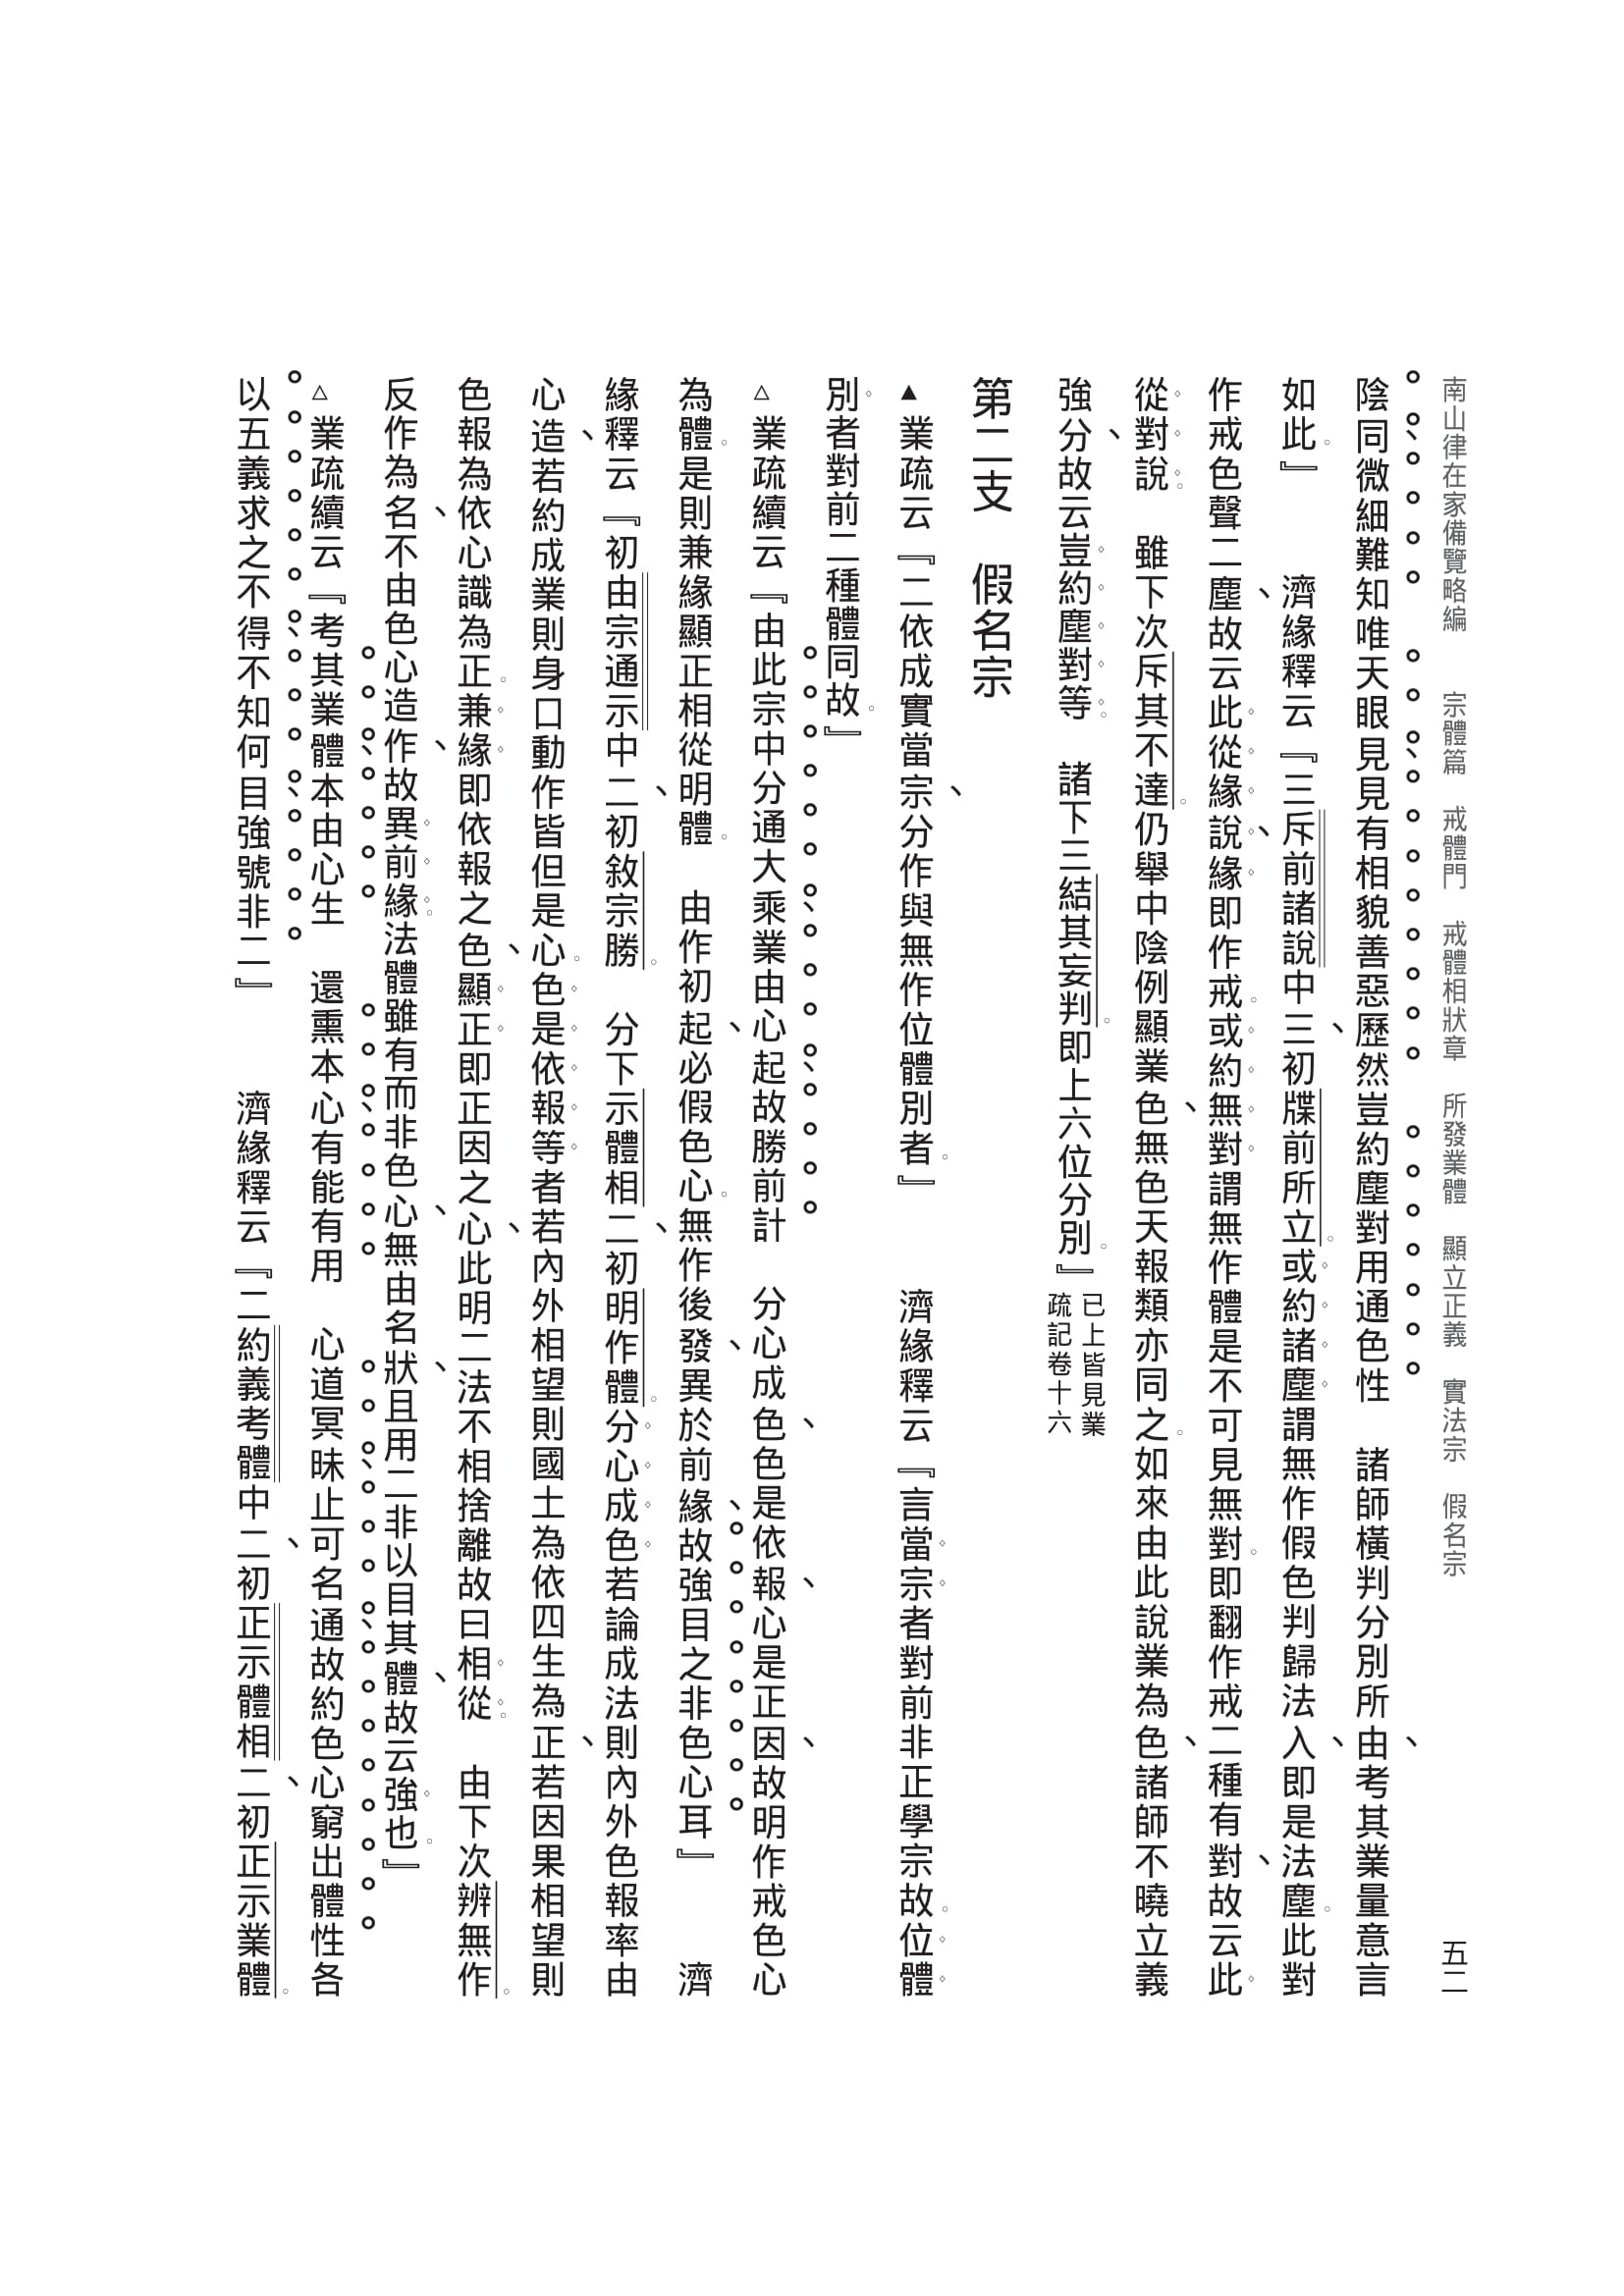 南山律在家備覽略編　宗體篇　戒體門　戒體相狀章　所發業體　顯立正義　實法宗　假名宗
五二
陰同微細難知唯天眼見見有相貌善惡歷然豈約塵對用通色性　諸師橫判分別所由考其業量意言
如此』　濟緣釋云『三斥前諸說中三初牒前所立或約諸塵謂無作假色判歸法入即是法塵此對
作戒色聲二塵故云此從緣說緣即作戒或約無對謂無作體是不可見無對即翻作戒二種有對故云此
從對說　雖下次斥其不達仍舉中陰例顯業色無色天報類亦同之如來由此說業為色諸師不曉立義
強分故云豈約塵對等　諸下三結其妄判即上六位分別』已上皆見業疏記卷十六
第二支　假名宗
▲業疏云『二依成實當宗分作與無作位體別者』　濟緣釋云『言當宗者對前非正學宗故位體
別者對前二種體同故』
△業疏續云『由此宗中分通大乘業由心起故勝前計　分心成色色是依報心是正因故明作戒色心
為體是則兼緣顯正相從明體　由作初起必假色心無作後發異於前緣故強目之非色心耳』　濟
緣釋云『初由宗通示中二初敘宗勝　分下示體相二初明作體分心成色若論成法則內外色報率由
心造若約成業則身口動作皆但是心色是依報等者若內外相望則國土為依四生為正若因果相望則
色報為依心識為正兼緣即依報之色顯正即正因之心此明二法不相捨離故曰相從　由下次辨無作
反作為名不由色心造作故異前緣法體雖有而非色心無由名狀且用二非以目其體故云強也』
△業疏續云『考其業體本由心生　還熏本心有能有用　心道冥昧止可名通故約色心窮出體性各
以五義求之不得不知何目強號非二』　濟緣釋云『二約義考體中二初正示體相二初正示業體